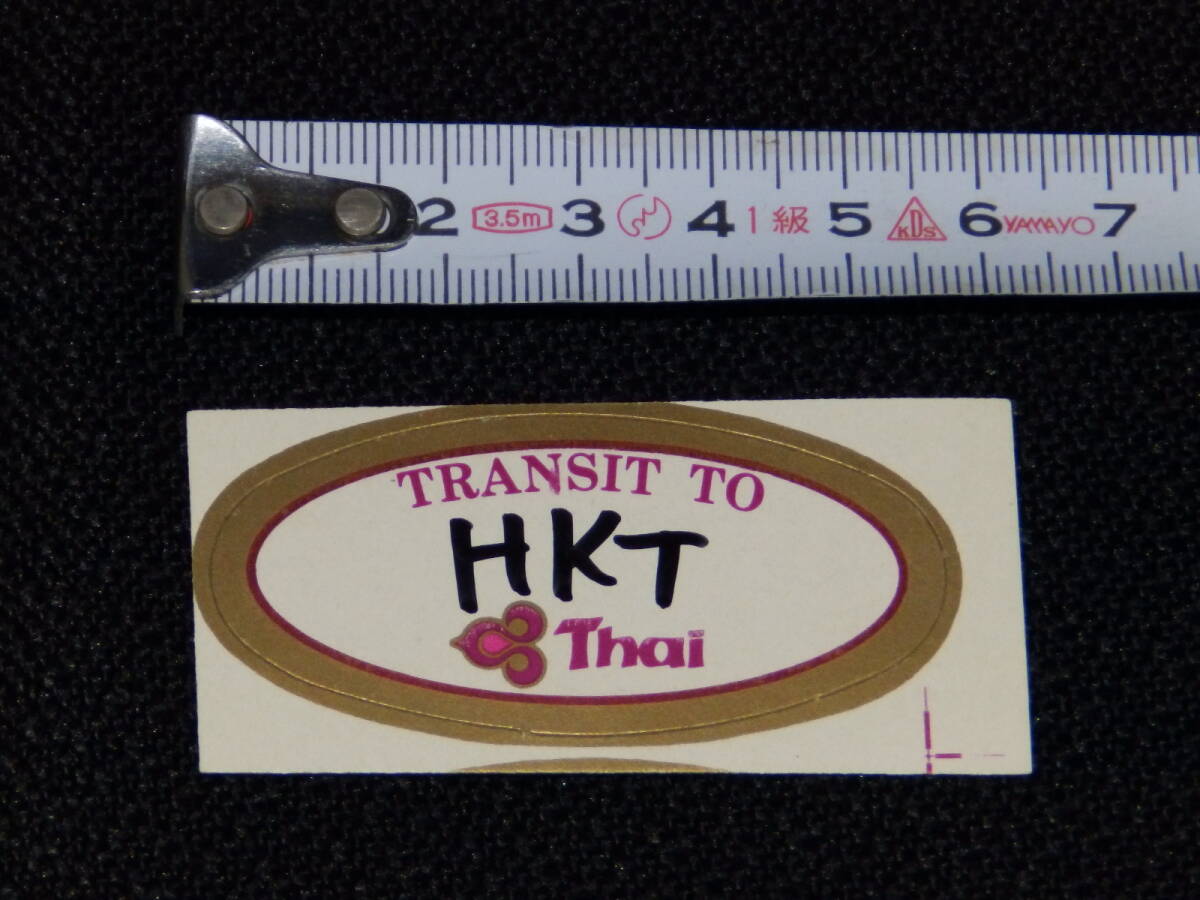 2 3.5m 3 4 1級 5 KDS 6 YAMAYO 7
TRANSIT TO
HKT
Thai